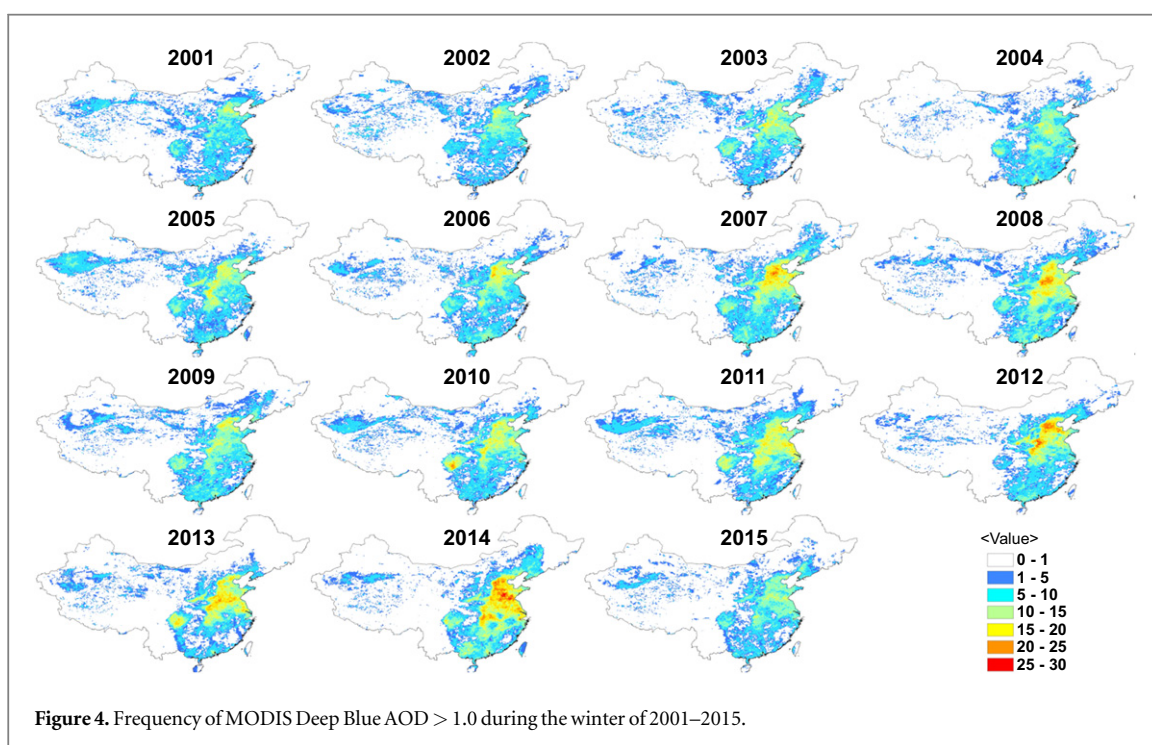 2001 2002 2003 2004
2005 2006 2007 2008
2009 2010 2011 2012
2013 2014 2015
<Value>
0 - 1
1 - 5
5 - 10
10 - 15
15 - 20
20 - 25
25 - 30
Figure 4. Frequency of MODIS Deep Blue AOD > 1.0 during the winter of 2001–2015.